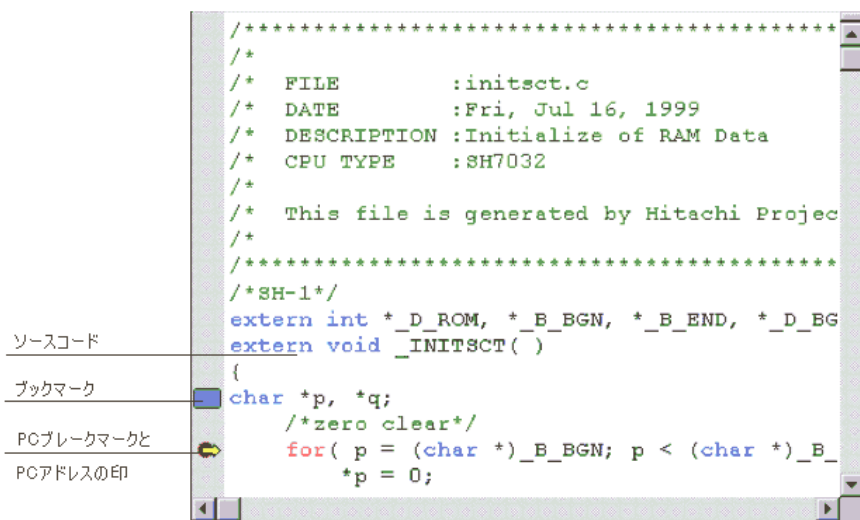 /*******************************************
/*
/*  FILE        :initsct.c
/*  DATE        :Fri, Jul 16, 1999
/*  DESCRIPTION :Initialize of RAM Data
/*  CPU TYPE    :SH7032
/*
/*  This file is generated by Hitachi Projec
/*
/*******************************************
/*SH-1*/
extern int *_D_ROM, *_B_BGN, *_B_END, *_D_BG
extern void _INITSCT( )
{
char *p, *q;
    /*zero clear*/
    for( p = (char *)_B_BGN; p < (char *)_B_
        *p = 0;
ソースコード
ブックマーク
PCブレークマークと
PCアドレスの印